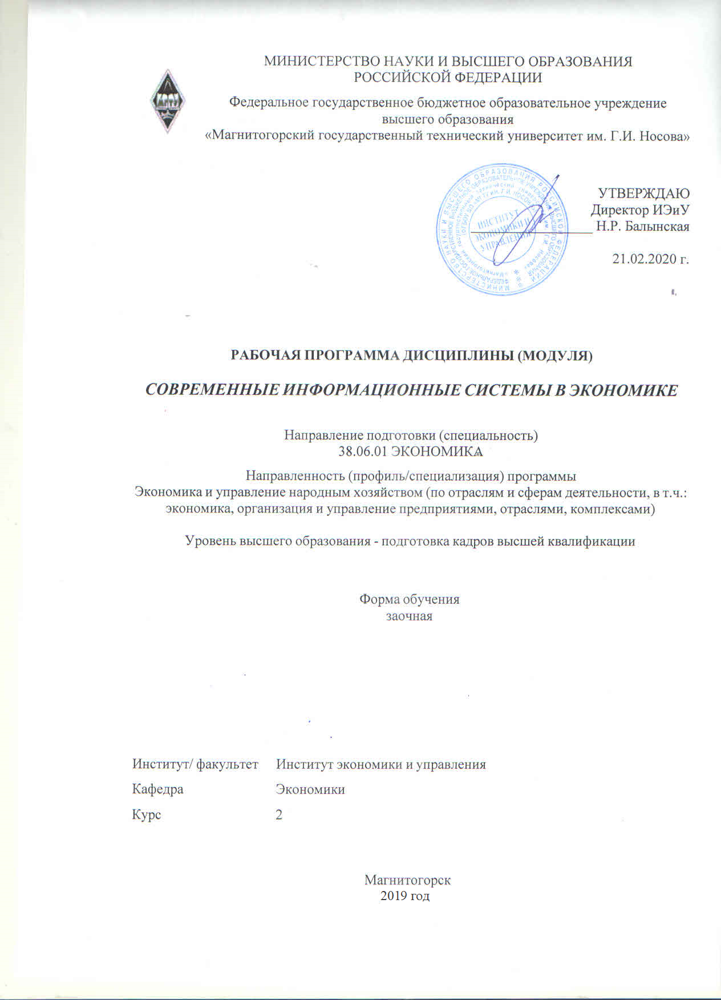 МИНИСТЕРСТВО НАУКИ И ВЫСШЕГО ОБРАЗОВАНИЯ
РОССИЙСКОЙ ФЕДЕРАЦИИ
Федеральное государственное бюджетное образовательное учреждение
высшего образования
«Магнитогорский государственный технический университет им. Г.И. Носова»
УТВЕРЖДАЮ
Директор ИЭиУ
Н.Р. Балынская
21.02.2020 г.
ИНСТИТУТ
ЭКОНОМИКИ И
УПРАВЛЕНИЯ
РАБОЧАЯ ПРОГРАММА ДИСЦИПЛИНЫ (МОДУЛЯ)
СОВРЕМЕННЫЕ ИНФОРМАЦИОННЫЕ СИСТЕМЫ В ЭКОНОМИКЕ
Направление подготовки (специальность)
38.06.01 ЭКОНОМИКА
Направленность (профиль/специализация) программы
Экономика и управление народным хозяйством (по отраслям и сферам деятельности, в т.ч.:
экономика, организация и управление предприятиями, отраслями, комплексами)
Уровень высшего образования - подготовка кадров высшей квалификации
Форма обучения
заочная
Институт/ факультет Институт экономики и управления
Кафедра Экономики
Курс 2
Магнитогорск
2019 год